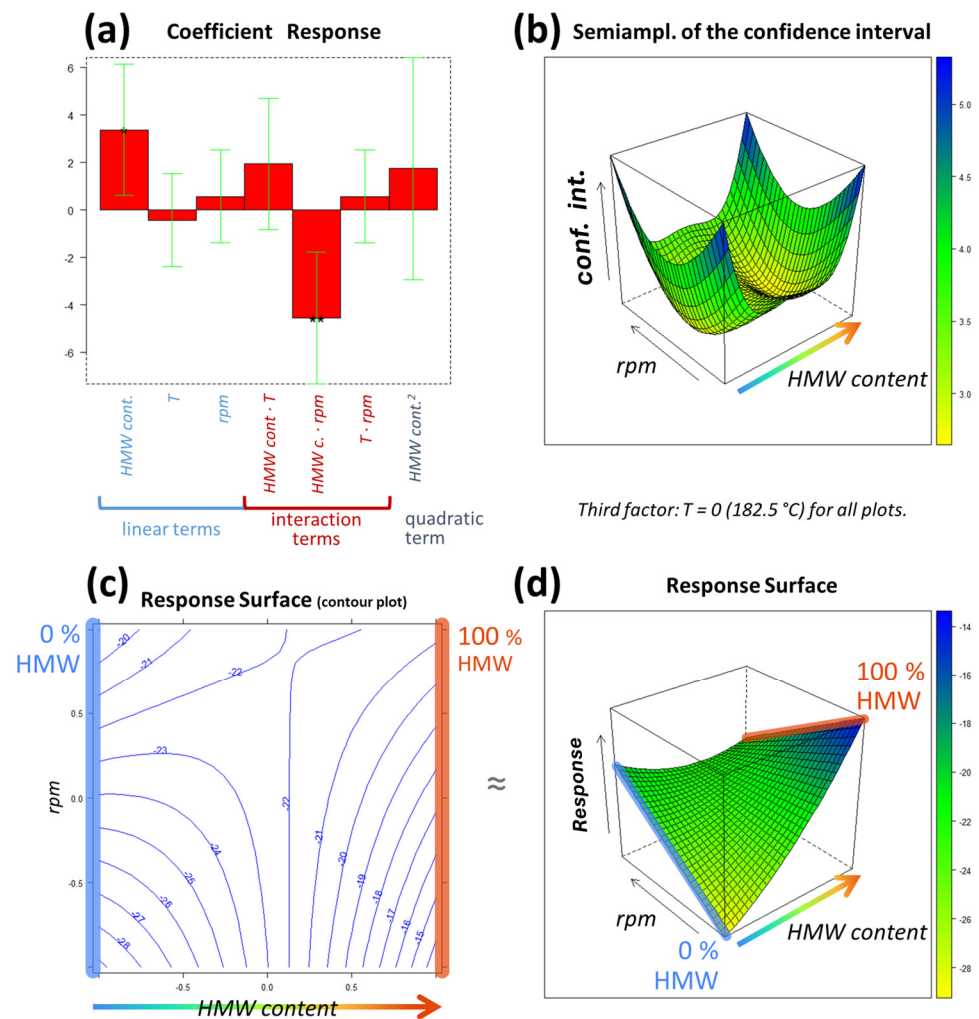 (a)
Coefficient Response
6
4
2
0
-2
-4
-6
*
**
HMW cont.
T
rpm
HMW cont · T
HMW c. · rpm
T · rpm
HMW cont.²
linear terms
interaction
terms
quadratic
term
(b)
Semiampl. of the confidence interval
conf. int.
rpm
HMW content
5.0
4.5
4.0
3.5
3.0
Third factor: T = 0 (182.5 °C) for all plots.
(c)
Response Surface (contour plot)
0 %
HMW
100 %
HMW
rpm
0.5
0.0
-0.5
-20
-21
-22
-23
-24
-25
-26
-27
-28
-22
-21
-20
-19
-18
-17
-16
-15
-0.5
0.0
0.5
HMW content
≈
(d)
Response Surface
100 %
HMW
Response
rpm
0 %
HMW
HMW content
-14
-16
-18
-20
-22
-24
-26
-28